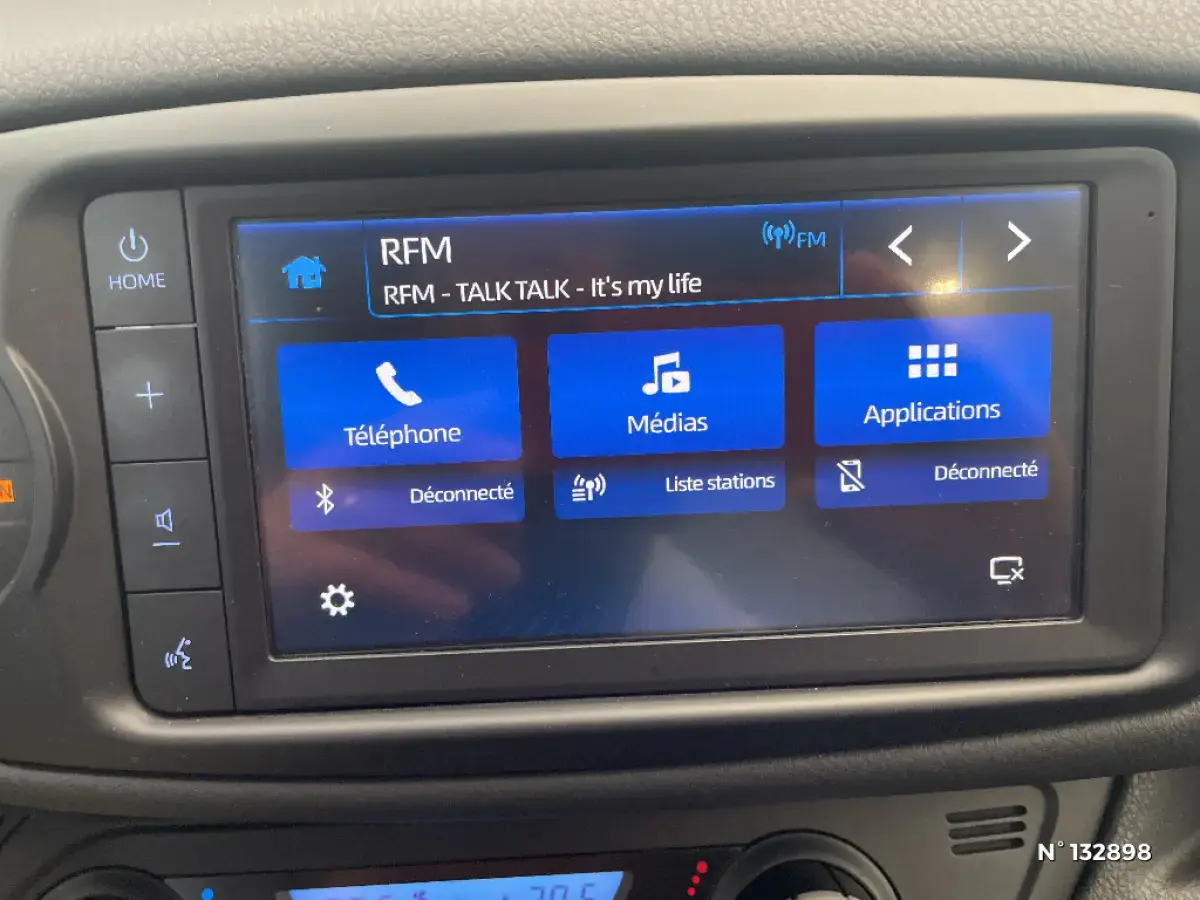 HOME
RFM
FM
RFM - TALK TALK - It's my life
Téléphone
Médias
Applications
Déconnecté
Liste stations
Déconnecté
N°132898